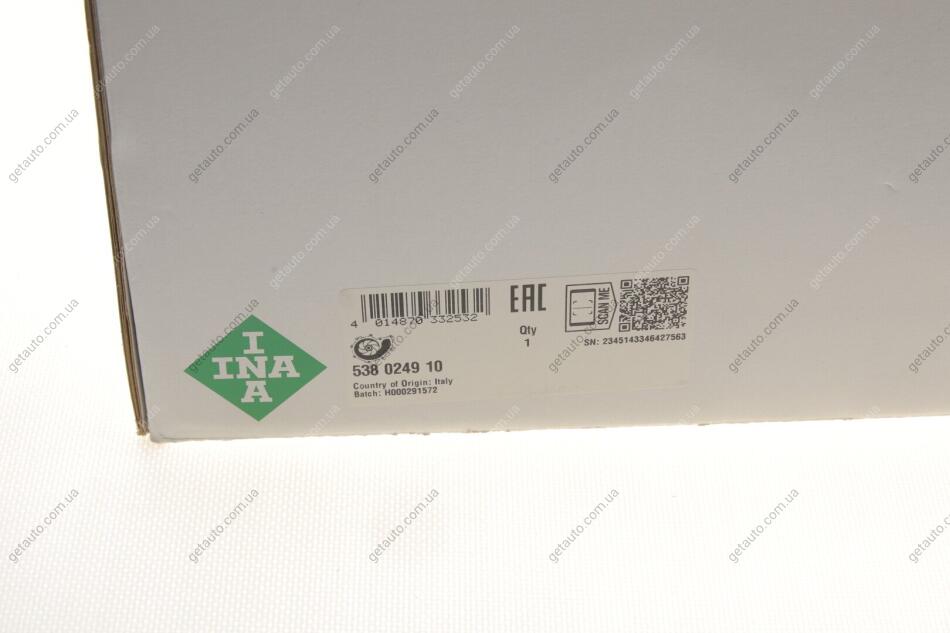 I
INA
A
4 014870 332532
EAC
Qty
1
SCAN ME
SN: 2345143346427563
538 0249 10
Country of Origin: Italy
Batch: H000291572
getauto.com.ua